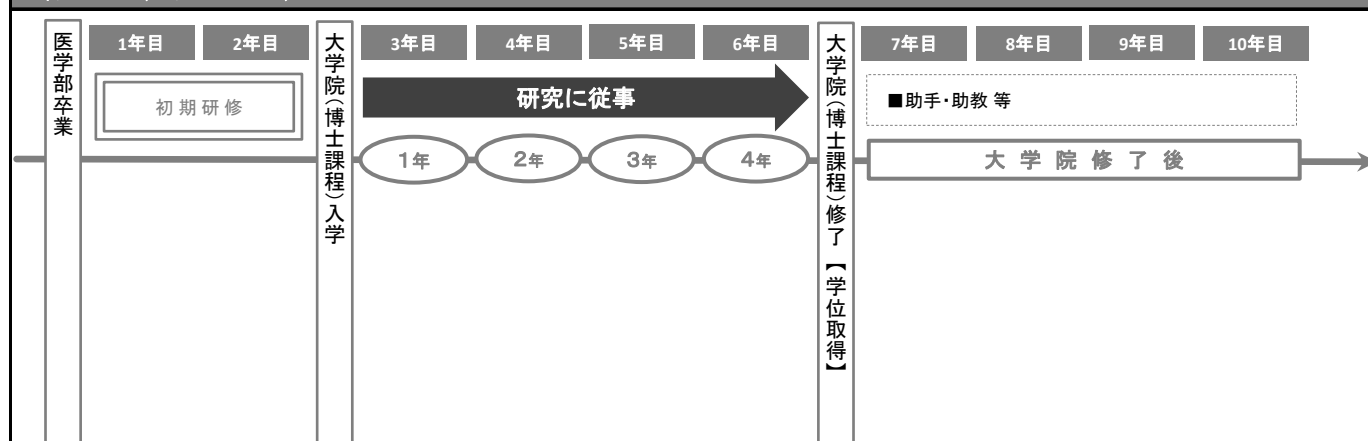 医学部卒業
1年目
2年目
初期研修
大学院(博士課程)入学
3年目
4年目
5年目
6年目
研究に従事
1年
2年
3年
4年
大学院(博士課程)修了【学位取得】
7年目
8年目
9年目
10年目
■助手・助教 等
大学院修了後